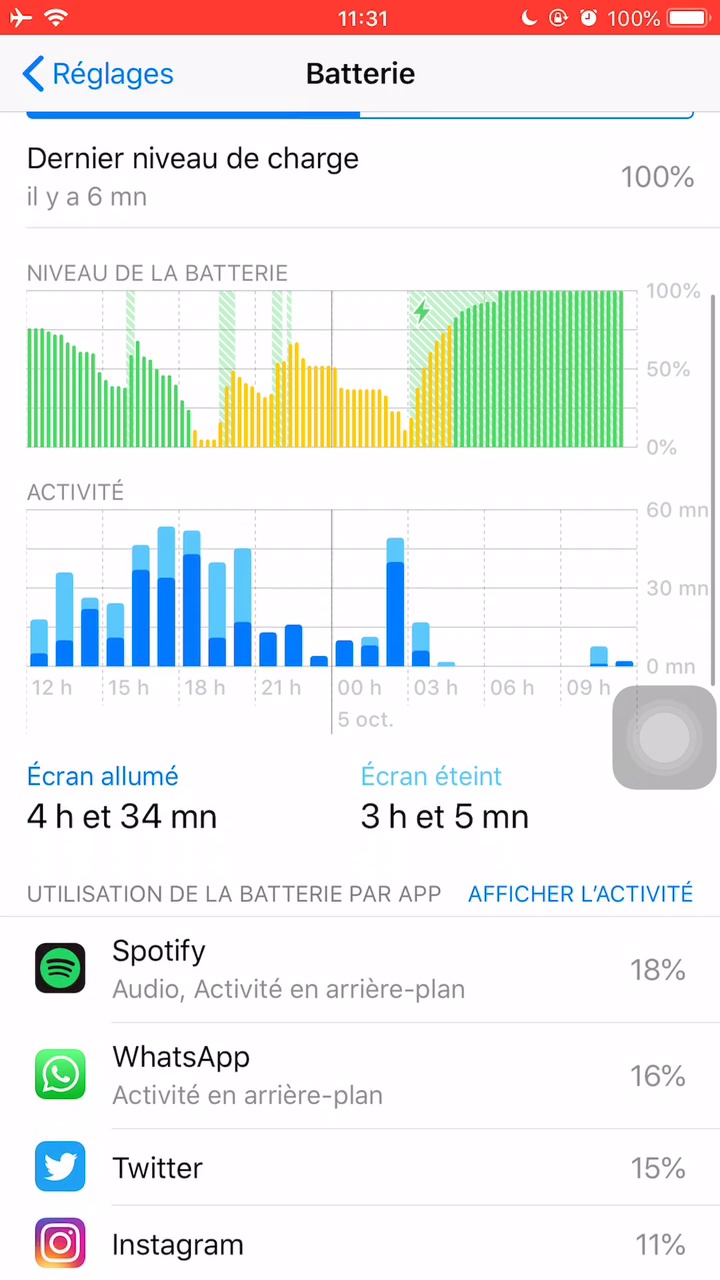 11:31
100%
Réglages
Batterie
Dernier niveau de charge
100%
il y a 6 mn
NIVEAU DE LA BATTERIE
100%
50%
0%
ACTIVITÉ
60 mn
30 mn
0 mn
12 h 15 h 18 h 21 h 00 h 03 h 06 h 09 h
5 oct.
Écran allumé
Écran éteint
4 h et 34 mn
3 h et 5 mn
UTILISATION DE LA BATTERIE PAR APP
AFFICHER L’ACTIVITÉ
Spotify
Audio, Activité en arrière-plan
18%
WhatsApp
Activité en arrière-plan
16%
Twitter
15%
Instagram
11%